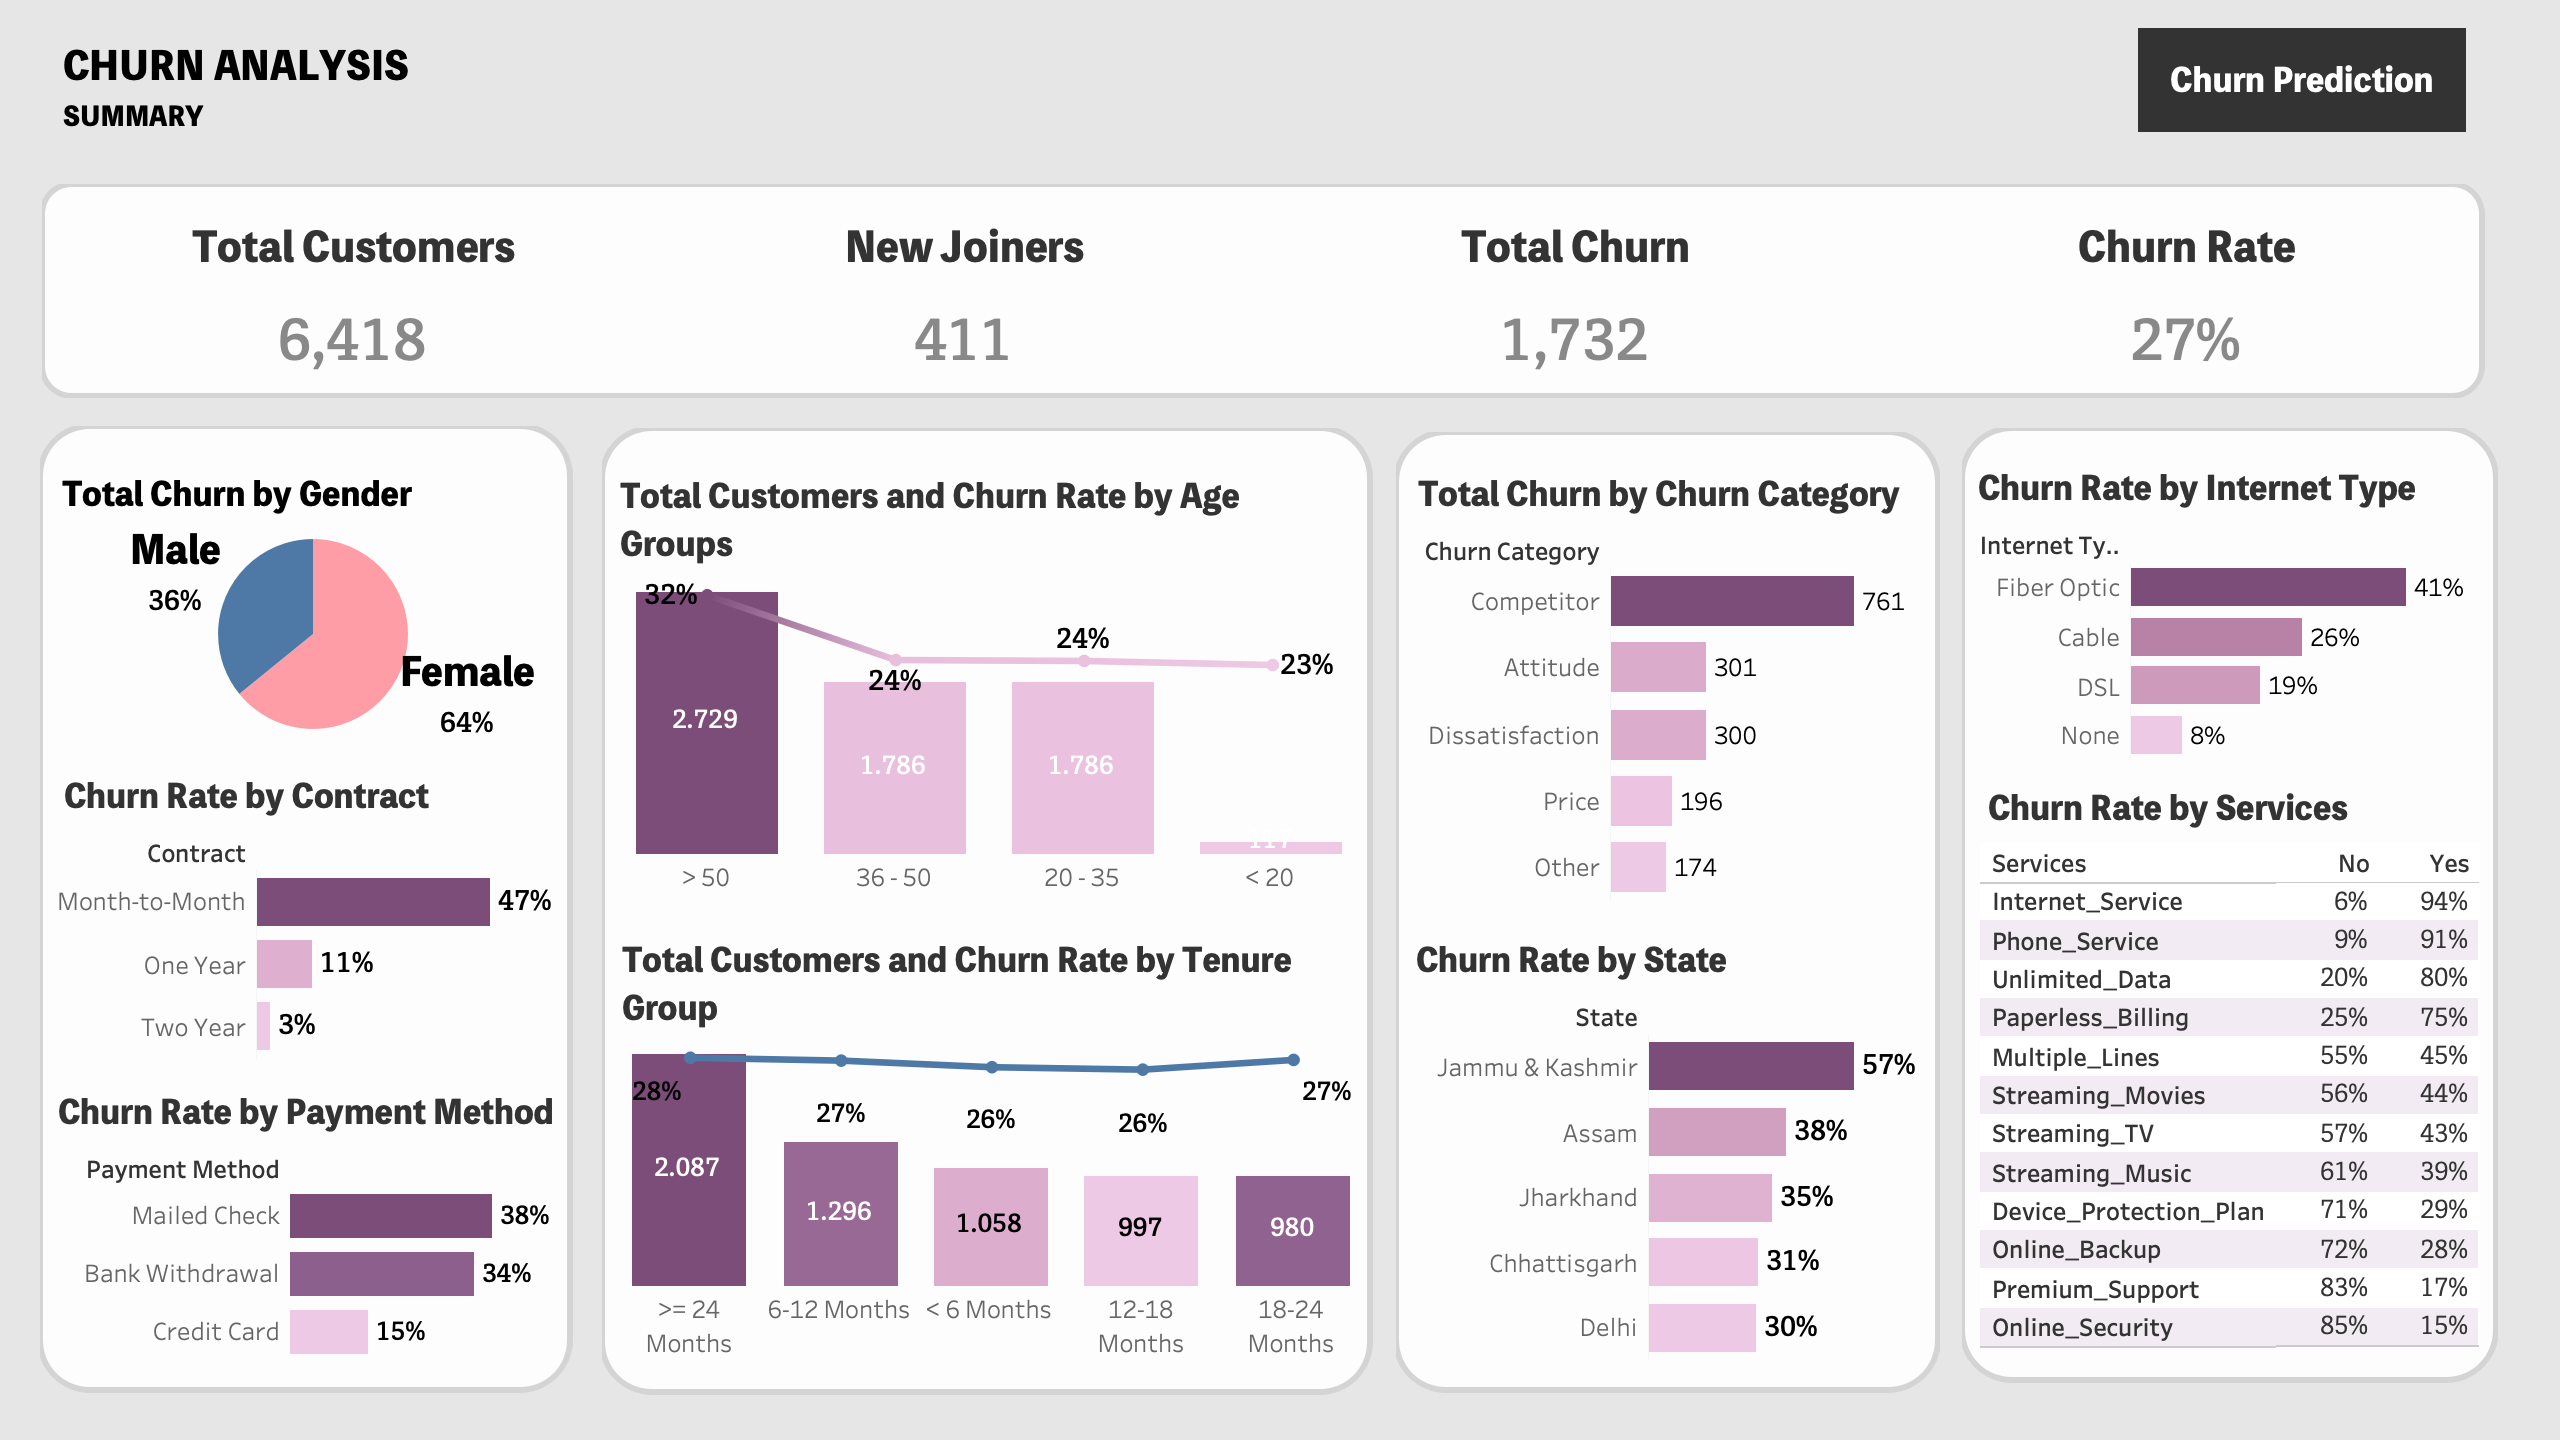 CHURN ANALYSIS
SUMMARY
Churn Prediction
Total Customers
New Joiners
Total Churn
Churn Rate
6,418
411
1,732
27%
Total Churn by Gender
Male
36%
Female
64%
Churn Rate by Contract
Contract
Month-to-Month 47%
One Year 11%
Two Year 3%
Churn Rate by Payment Method
Payment Method
Mailed Check 38%
Bank Withdrawal 34%
Credit Card 15%
Total Customers and Churn Rate by Age
Groups
32%
24%
24%
23%
2.729
1.786
1.786
117
> 50
36 - 50
20 - 35
< 20
Total Customers and Churn Rate by Tenure
Group
28%
27%
26%
26%
27%
2.087
1.296
1.058
997
980
>= 24
Months
6-12 Months
< 6 Months
12-18
Months
18-24
Months
Total Churn by Churn Category
Churn Category
Competitor 761
Attitude 301
Dissatisfaction 300
Price 196
Other 174
Churn Rate by State
State
Jammu & Kashmir 57%
Assam 38%
Jharkhand 35%
Chhattisgarh 31%
Delhi 30%
Churn Rate by Internet Type
Internet Ty..
Fiber Optic 41%
Cable 26%
DSL 19%
None 8%
Churn Rate by Services
Services No Yes
Internet_Service 6% 94%
Phone_Service 9% 91%
Unlimited_Data 20% 80%
Paperless_Billing 25% 75%
Multiple_Lines 55% 45%
Streaming_Movies 56% 44%
Streaming_TV 57% 43%
Streaming_Music 61% 39%
Device_Protection_Plan 71% 29%
Online_Backup 72% 28%
Premium_Support 83% 17%
Online_Security 85% 15%